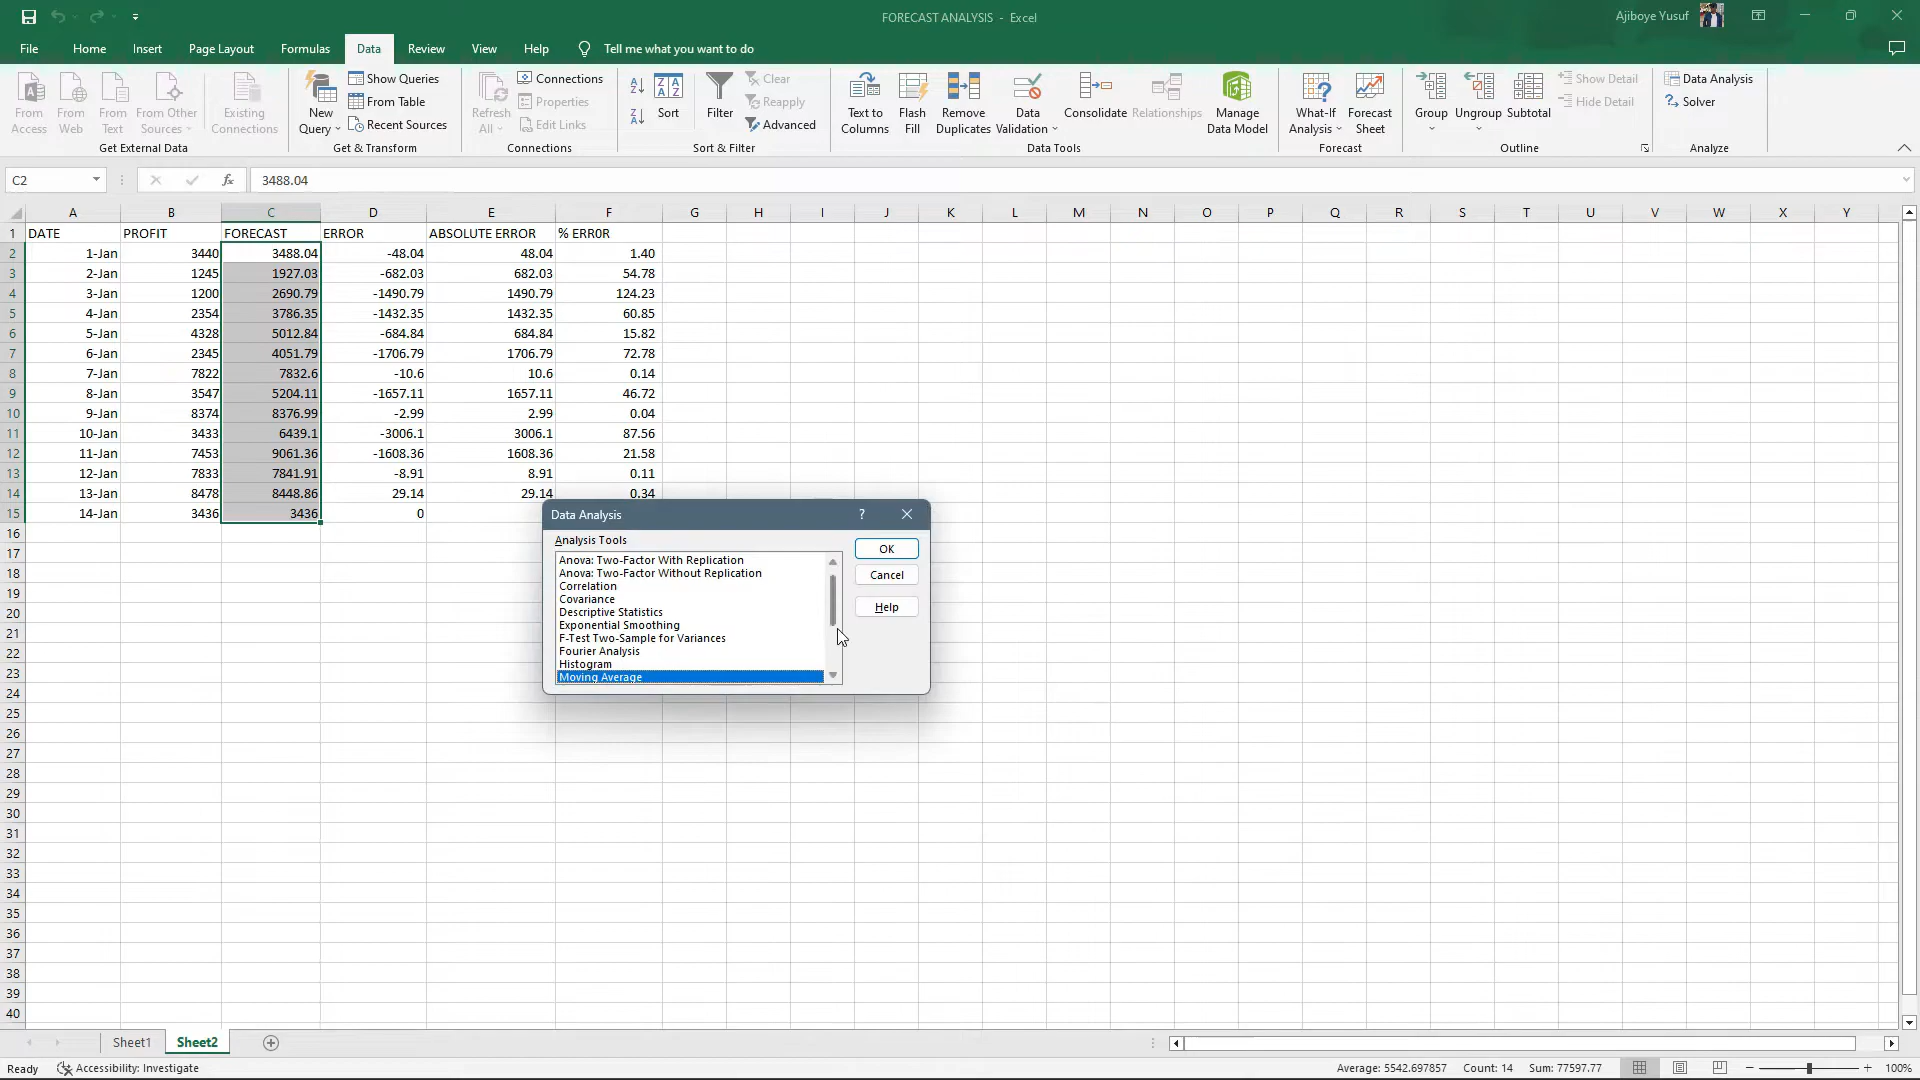 FORECAST ANALYSIS - Excel
Ajiboye Yusuf
File Home Insert Page Layout Formulas Data Review View Help Tell me what you want to do
From Access
From Web
From Text
From Other Sources
Existing Connections
Get External Data
New Query
Show Queries
From Table
Recent Sources
Get & Transform
Refresh All
Connections
Properties
Edit Links
Connections
Sort
Filter
Clear
Reapply
Advanced
Sort & Filter
Text to Columns
Flash Fill
Remove Duplicates
Data Validation
Consolidate
Relationships
Manage Data Model
Data Tools
What-If Analysis
Forecast Sheet
Forecast
Group
Ungroup
Subtotal
Show Detail
Hide Detail
Outline
Data Analysis
Solver
Analyze
C2 fx 3488.04
A B C D E F G H I J K L M N O P Q R S T U V W X Y
1 DATE PROFIT FORECAST ERROR ABSOLUTE ERROR % ERR0R
2 1-Jan 3440 3488.04 -48.04 48.04 1.40
3 2-Jan 1245 1927.03 -682.03 682.03 54.78
4 3-Jan 1200 2690.79 -1490.79 1490.79 124.23
5 4-Jan 2354 3786.35 -1432.35 1432.35 60.85
6 5-Jan 4328 5012.84 -684.84 684.84 15.82
7 6-Jan 2345 4051.79 -1706.79 1706.79 72.78
8 7-Jan 7822 7832.6 -10.6 10.6 0.14
9 8-Jan 3547 5204.11 -1657.11 1657.11 46.72
10 9-Jan 8374 8376.99 -2.99 2.99 0.04
11 10-Jan 3433 6439.1 -3006.1 3006.1 87.56
12 11-Jan 7453 9061.36 -1608.36 1608.36 21.58
13 12-Jan 7833 7841.91 -8.91 8.91 0.11
14 13-Jan 8478 8448.86 29.14 29.14 0.34
15 14-Jan 3436 3436 0
16
17
18
19
20
21
22
23
24
25
26
27
28
29
30
31
32
33
34
35
36
37
38
39
40
Data Analysis ?
Analysis Tools
Anova: Two-Factor With Replication
Anova: Two-Factor Without Replication
Correlation
Covariance
Descriptive Statistics
Exponential Smoothing
F-Test Two-Sample for Variances
Fourier Analysis
Histogram
Moving Average
OK
Cancel
Help
Sheet1 Sheet2
Ready Accessibility: Investigate Average: 5542.697857 Count: 14 Sum: 77597.77 100%